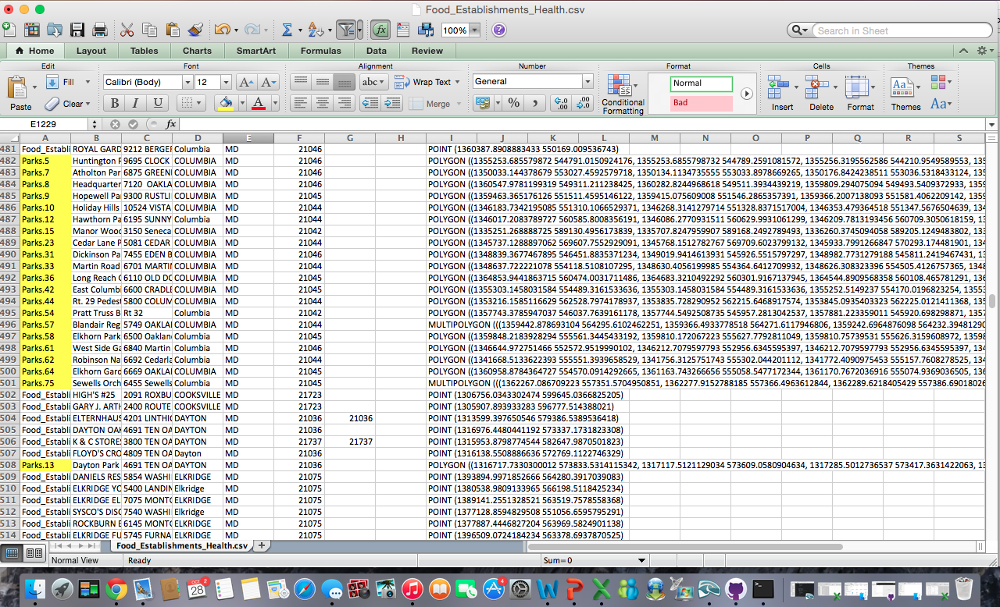 Food_Establishments_Health.csv
100%
Search in Sheet
Home Layout Tables Charts SmartArt Formulas Data Review
Edit Font Alignment Number Format Cells Themes
Paste Fill Clear Calibri (Body) 12 abc Wrap Text Merge General Conditional Formatting Normal Bad Insert Delete Format Themes Aa
E1229 fx
A B C D E F G H I J K L M N O P Q R S
481 Food_Establi ROYAL GARD 9212 BERGER Columbia MD 21046 POINT (1360387.8908883433 550169.009536743)
482 Parks.5 Huntington P 9695 CLOCK COLUMBIA MD 21046 POLYGON ((1355253.685579872 544791.0150924176, 1355253.6855798732 544789.2591081572, 1355256.3195562586 544210.9549589553, 135
483 Parks.7 Atholton Par 6875 GREENI COLUMBIA MD 21046 POLYGON ((1350033.144378679 553027.4592579718, 1350134.1134735555 553033.8978669265, 1350176.8424238511 553036.5318433124, 135
484 Parks.8 Headquarter 7120 OAKLA COLUMBIA MD 21046 POLYGON ((1360547.9781199319 549311.211238425, 1360282.8244968618 549511.3934439219, 1359809.294075094 549493.5409372933, 1359
485 Parks.9 Hopewell Pa 9300 RUSTLI COLUMBIA MD 21045 POLYGON ((1359463.365176126 551511.4595146122, 1359415.075609008 551546.2865357391, 1359366.2007138093 551581.4062209142, 1359
486 Parks.10 Holiday Hills 10524 VISTA COLUMBIA MD 21044 POLYGON ((1346183.7342195085 551310.1066529371, 1346268.3141279714 551328.8371517004, 1346353.479364518 551347.5676504639, 134
487 Parks.12 Hawthorn Pa 6195 SUNNY COLUMBIA MD 21044 POLYGON ((1346017.2083789727 560585.8008356191, 1346086.2770931511 560629.9931061299, 1346209.7813193456 560709.3050618159, 13
488 Parks.15 Manor Wood 3150 Seneca COLUMBIA MD 21042 POLYGON ((1335251.268888725 589130.4956173839, 1335707.8247959907 589168.2492789493, 1336260.3745094058 589205.1249483802, 133
489 Parks.23 Cedar Lane P 5081 CEDAR COLUMBIA MD 21044 POLYGON ((1345737.1288897062 569607.7552929091, 1345768.1512782767 569709.6023799132, 1345933.7991266847 570293.174481901, 134
490 Parks.31 Dickinson Pa 7455 EDEN B COLUMBIA MD 21046 POLYGON ((1348839.3677467895 546451.8835371234, 1349019.9414613931 545926.5515797297, 1348982.7731279188 545811.2419467431, 13
491 Parks.33 Martin Road 6701 MARTI COLUMBIA MD 21044 POLYGON ((1348637.722221078 554118.5108107295, 1348630.4056199985 554364.6412709932, 1348626.308323396 554505.4126757365, 1348
492 Parks.36 Long Reach 6110 OLD DO COLUMBIA MD 21045 POLYGON ((1364853.9441863715 560474.0031711486, 1364683.3210492292 560301.9167137945, 1364544.8909568358 560108.465781291, 136
493 Parks.42 East Columbi 6600 CRADLE COLUMBIA MD 21045 POLYGON ((1355303.1458031584 554489.3161533636, 1355303.1458031584 554489.3161533636, 1355252.5149237 554170.0196823254, 1355
494 Parks.44 Rt. 29 Pedest 5800 COLUM COLUMBIA MD 21044 POLYGON ((1353216.1585116629 562528.7974178937, 1353835.728290952 562215.6468917574, 1353845.0935403323 562225.0121411368, 135
495 Parks.54 Pratt Truss B Rt 32 Columbia MD 21044 POLYGON ((1357743.3785947037 546037.7639161178, 1357744.5492508735 545957.2813042537, 1357881.223359011 545920.698298871, 1357
496 Parks.57 Blandair Reg 5749 OAKLA COLUMBIA MD 21044 MULTIPOLYGON (((1359442.878693104 564295.6102462251, 1359366.4933778518 564271.6117946806, 1359242.6964876098 564232.39481290
497 Parks.58 Elkhorn Park 6500 Oaklan Columbia MD 21045 POLYGON ((1359848.2183928294 555561.3445433192, 1359810.172067223 555627.7792811049, 1359810.75739531 555626.3159608972, 1359
498 Parks.61 West Side Ga 6840 Martin Columbia MD 21046 POLYGON ((1346644.972751466 552572.9519990102, 1346212.7079597793 552956.6345595397, 1346212.7079597793 552956.6345595397, 134
499 Parks.62 Robinson Na 6692 Cedarla Columbia MD 21044 POLYGON ((1341668.5133622393 555551.3939658529, 1341756.3125751743 555302.044201112, 1341772.4090975453 555157.7608278525, 134
500 Parks.64 Elkhorn Gard 6669 OAKLA Columbia MD 21045 POLYGON ((1360958.8784364727 554570.0914292665, 1361163.742366656 555058.5477172344, 1361170.7672036916 555074.9369036505, 136
501 Parks.75 Sewells Orch 6455 Sewells Columbia MD 21045 MULTIPOLYGON (((1362267.086709223 557351.5704950851, 1362277.9152788185 557366.4963612844, 1362289.6218405429 557386.69018026
502 Food_Establi HIGH'S #25 2091 ROXBU COOKSVILLE MD 21723 POINT (1306756.0343302474 599645.0366825205)
503 Food_Establi GARY J. ARTH 2400 ROUTE COOKSVILLE MD 21723 POINT (1305907.893933283 596777.514388021)
504 Food_Establi ELTERNHAUS 4201 LINTHIC DAYTON MD 21036 21036 POINT (1313599.397650546 579386.5389536418)
505 Food_Establi DAYTON OAK 4691 TEN OA DAYTON MD 21036 POINT (1316976.4480441192 573337.1731823308)
506 Food_Establi K & C STORES 3800 TEN OA DAYTON MD 21737 21737 POINT (1315953.8798774544 582647.9870501823)
507 Food_Establi FLOYD'S CRO 4809 TEN OA Dayton MD 21036 POINT (1316138.5508886636 572769.1122746329)
508 Parks.13 Dayton Park 4691 TEN OA DAYTON MD 21036 POLYGON ((1316717.7330300012 573833.5314115342, 1317117.5121129034 573609.0580904634, 1317285.5012736537 573417.3631422063, 13
509 Food_Establi DANIELS RES 5854 WASHI ELKRIDGE MD 21075 POINT (1393894.9971852666 564280.3917039083)
510 Food_Establi ELKRIDGE YO 5400 LANDIN Elkridge MD 21075 POINT (1380538.9809133965 566198.5118425234)
511 Food_Establi ELKRIDGE EL 7075 MONTG ELKRIDGE MD 21075 POINT (1389141.2551328521 563519.7578558368)
512 Food_Establi SYSCO'S DISC 7540 WASHI Elkridge MD 21075 POINT (1377128.8594829508 551056.6595795291)
513 Food_Establi ROCKBURN E 6145 MONTG ELKRIDGE MD 21075 POINT (1377887.4446827204 563969.5824901138)
514 Food_Establi ELKRIDGE FU 5745 FURNA ELKRIDGE MD 21075 POINT (1396509.0724184234 563378.6937870525)
Food_Establishments_Health.csv
Normal View Ready Sum=0
OCT 28